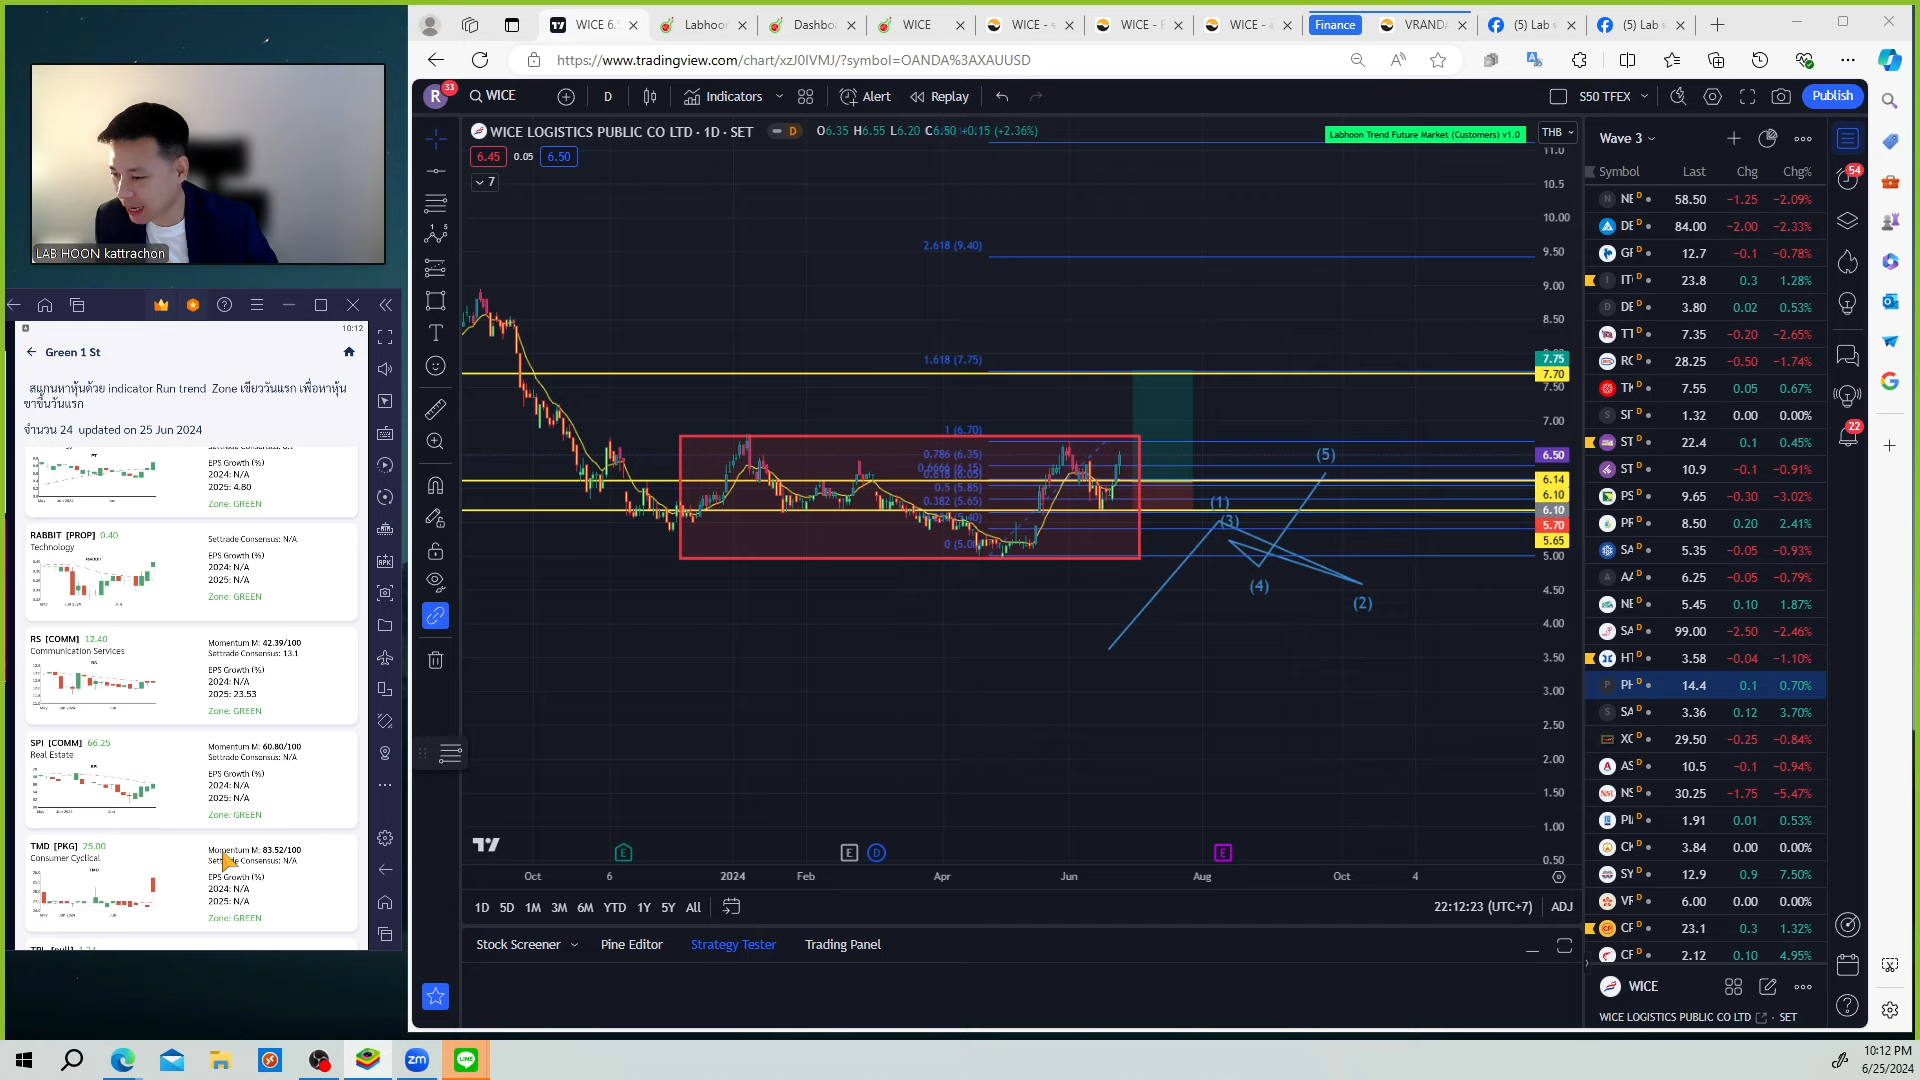 LAB HOON kattrachon
10:12
Green 1 St
สแกนหาหุ้นด้วย indicator Run trend Zone เขียววันแรก เพื่อหาหุ้น
ขาขึ้นวันแรก
จำนวน 24 updated on 25 Jun 2024
EPS Growth (%)
2024: N/A
2025: 4.80
Zone: GREEN
RABBIT [PROP] 0.40
Technology
Settrade Consensus: N/A
EPS Growth (%)
2024: N/A
2025: N/A
Zone: GREEN
RS [COMM] 12.40
Communication Services
Momentum M: 42.39/100
Settrade Consensus: 13.1
EPS Growth (%)
2024: N/A
2025: 23.53
Zone: GREEN
SPI [COMM] 66.25
Real Estate
Momentum M: 60.80/100
Settrade Consensus: N/A
EPS Growth (%)
2024: N/A
2025: N/A
Zone: GREEN
TMD [PKG] 25.00
Consumer Cyclical
Momentum M: 83.52/100
EPS Growth (%)
2024: N/A
2025: N/A
Zone: GREEN
WICE 6.
Labhoor
Dashboa
WICE
WICE - s
WICE - F
WICE -
Finance
VRANDA
(5) Lab
(5) Lab
https://www.tradingview.com/chart/xzJ0IVMJ/?symbol=OANDA%3AXAUUSD
R 33
WICE
D
Indicators
Alert
Replay
S50 TFEX
Publish
WICE LOGISTICS PUBLIC CO LTD · 1D · SET
D
O6.35 H6.55 L6.20 C6.50 +0.15 (+2.36%)
Labhoon Trend Future Market (Customers) v1.0
THB
6.45 0.05 6.50
7
2.618 (9.40)
1.618 (7.75)
1 (6.70)
0.786 (6.35)
0.5 (5.85)
0.382 (5.65)
(1)
(3)
(5)
(4)
(2)
11.0
10.5
10.00
9.50
9.00
8.50
7.75
7.70
7.50
7.00
6.50
6.14
6.10
6.10
5.70
5.65
5.00
4.50
4.00
3.50
3.00
2.50
2.00
1.50
1.00
0.50
E E D E
Oct 6 2024 Feb Apr Jun Aug Oct 4
1D 5D 1M 3M 6M YTD 1Y 5Y All
22:12:23 (UTC+7) ADJ
Stock Screener Pine Editor Strategy Tester Trading Panel
Wave 3
Symbol Last Chg Chg%
NE D 58.50 −1.25 −2.09%
DE D 84.00 −2.00 −2.33%
GF D 12.7 −0.1 −0.78%
ITI D 23.8 0.3 1.28%
DE D 3.80 0.02 0.53%
TT D 7.35 −0.20 −2.65%
RC D 28.25 −0.50 −1.74%
TK D 7.55 0.05 0.67%
SI D 1.32 0.00 0.00%
ST D 22.4 0.1 0.45%
ST D 10.9 −0.1 −0.91%
PS D 9.65 −0.30 −3.02%
PR D 8.50 0.20 2.41%
SA D 5.35 −0.05 −0.93%
AA D 6.25 −0.05 −0.79%
NE D 5.45 0.10 1.87%
SA D 99.00 −2.50 −2.46%
HT D 3.58 −0.04 −1.10%
PH D 14.4 0.1 0.70%
SA D 3.36 0.12 3.70%
XC D 29.50 −0.25 −0.84%
AS D 10.5 −0.1 −0.94%
NS D 30.25 −1.75 −5.47%
PI D 1.91 0.01 0.53%
CK D 3.84 0.00 0.00%
SY D 12.9 0.9 7.50%
VF D 6.00 0.00 0.00%
CF D 23.1 0.3 1.32%
CF D 2.12 0.10 4.95%
WICE
WICE LOGISTICS PUBLIC CO LTD · SET
54
22
zm
LINE
10:12 PM
6/25/2024